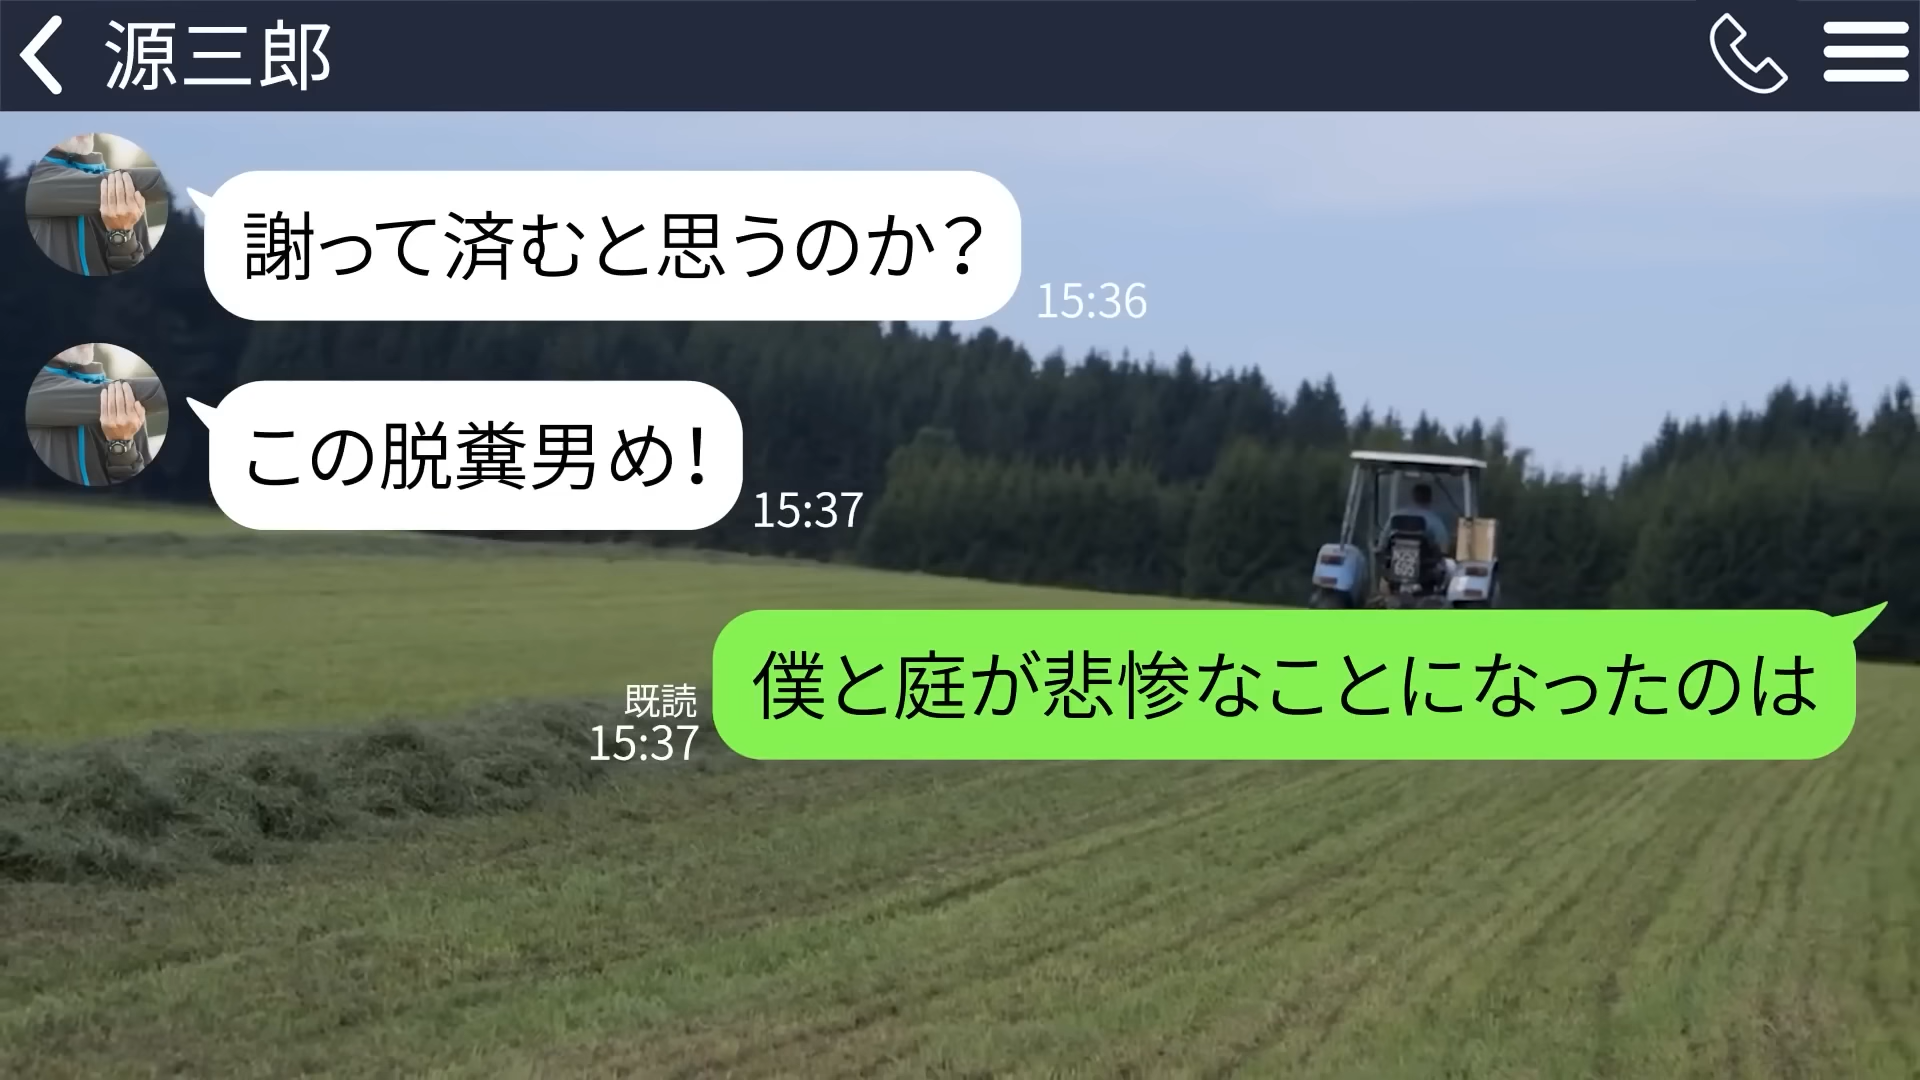 源三郎
謝って済むと思うのか？
15:36
この脱糞男め！
15:37
僕と庭が悲惨なことになったのは
既読
15:37